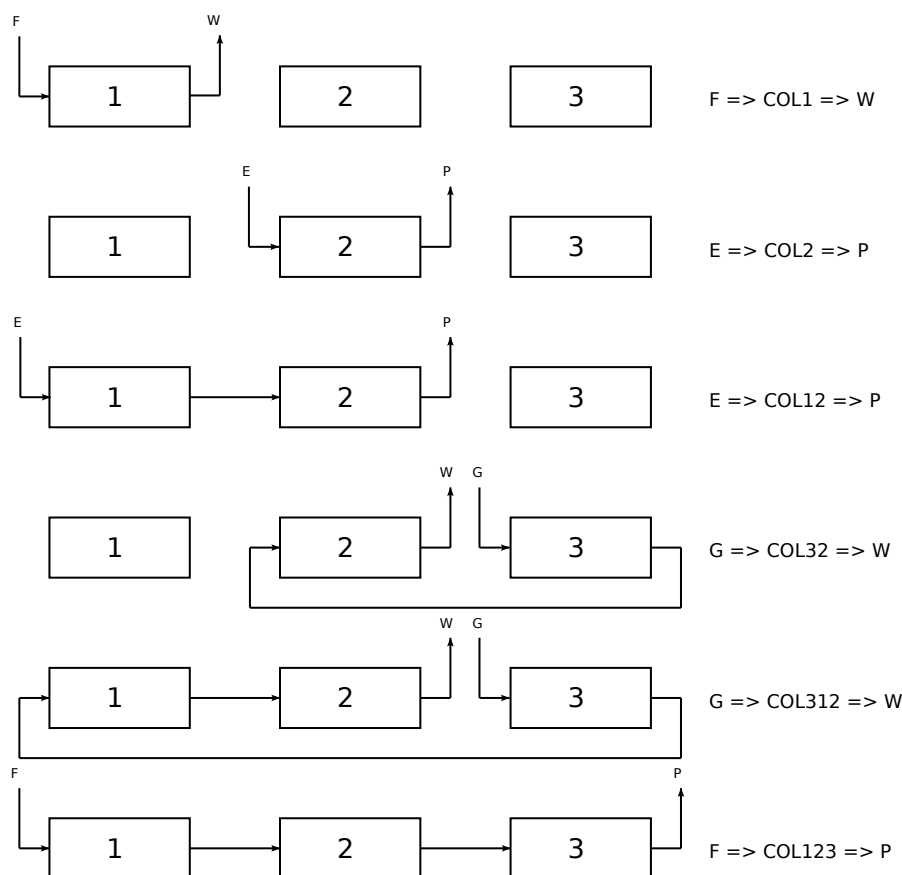 F W
1 2 3 F => COL1 => W
E P
1 2 3 E => COL2 => P
E P
1 2 3 E => COL12 => P
W G
1 2 3 G => COL32 => W
W G
1 2 3 G => COL312 => W
F P
1 2 3 F => COL123 => P